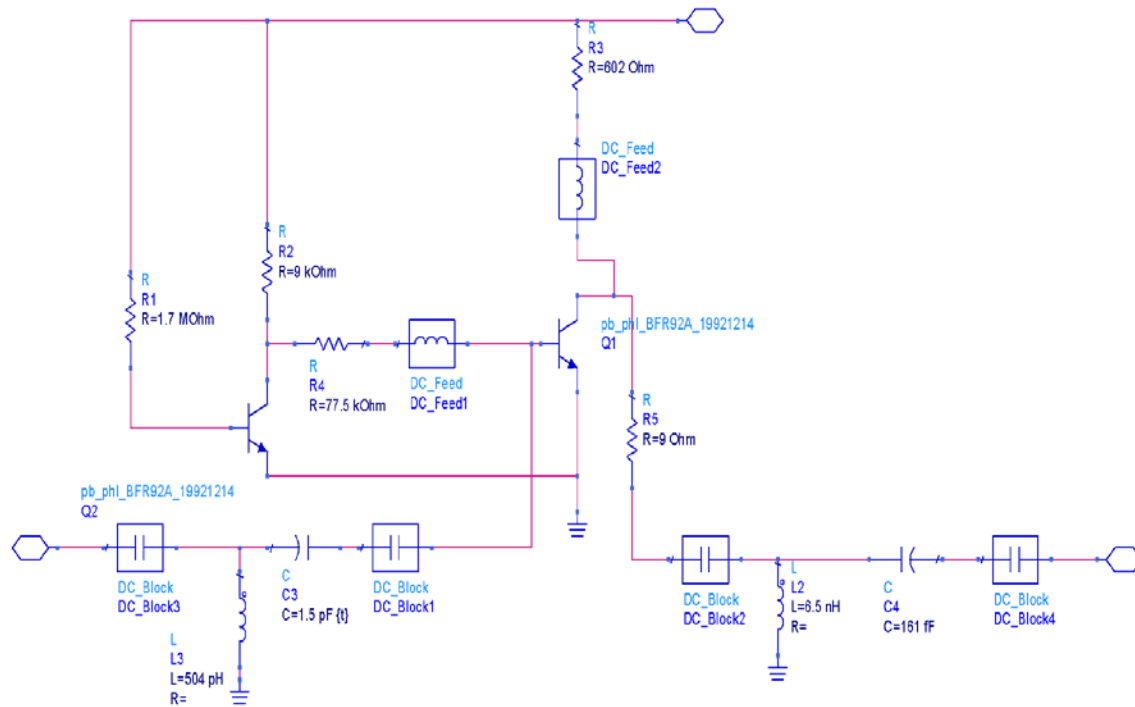 R
R3
R=602 Ohm
DC_Feed
DC_Feed2
R
R2
R=9 kOhm
R
R1
R=1.7 MOhm
R
R4
R=77.5 kOhm
DC_Feed
DC_Feed1
pb_phl_BFR92A_19921214
Q1
R
R5
R=9 Ohm
pb_phl_BFR92A_19921214
Q2
DC_Block
DC_Block3
L
L3
L=504 pH
R=
C
C3
C=1.5 pF {t}
DC_Block
DC_Block1
DC_Block
DC_Block2
L
L2
L=6.5 nH
R=
C
C4
C=161 fF
DC_Block
DC_Block4